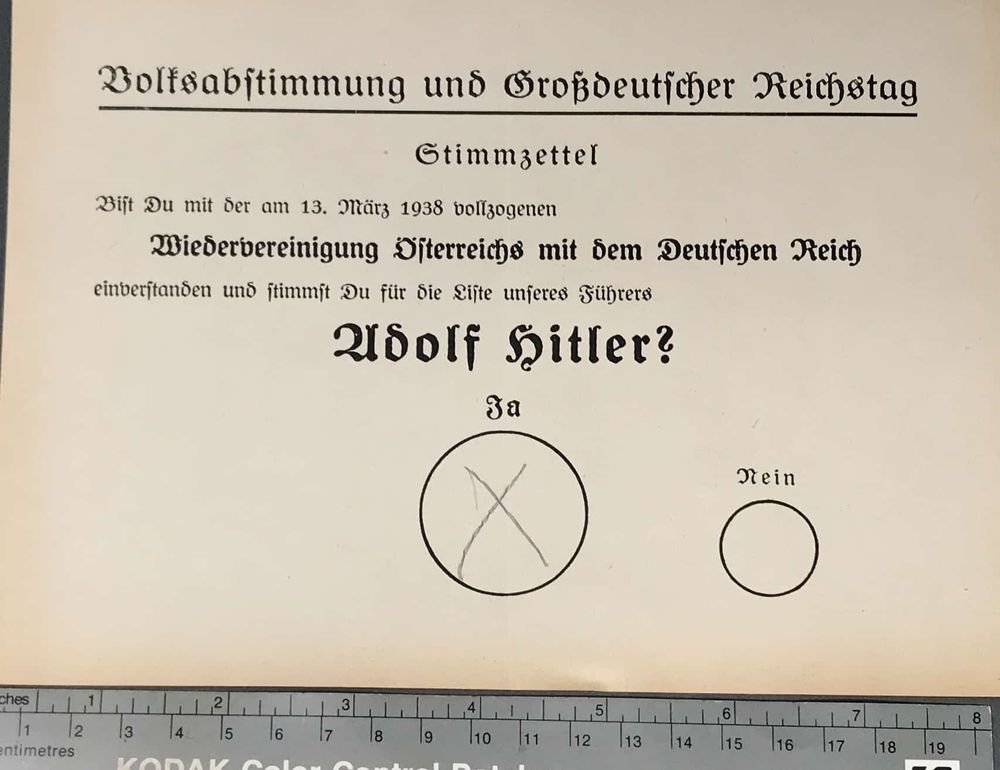 Volksabstimmung und Großdeutscher Reichstag
Stimmzettel
Bist Du mit der am 13. März 1938 vollzogenen
Wiedervereinigung Österreichs mit dem Deutschen Reich
einverstanden und stimmst Du für die Liste unseres Führers
Adolf Hitler?
Ja
Nein
ches 1 2 3 4 5 6 7 8
1 2 3 4 5 6 7 8 9 10 11 12 13 14 15 16 17 18 19
entimetres
KODAK Color Control